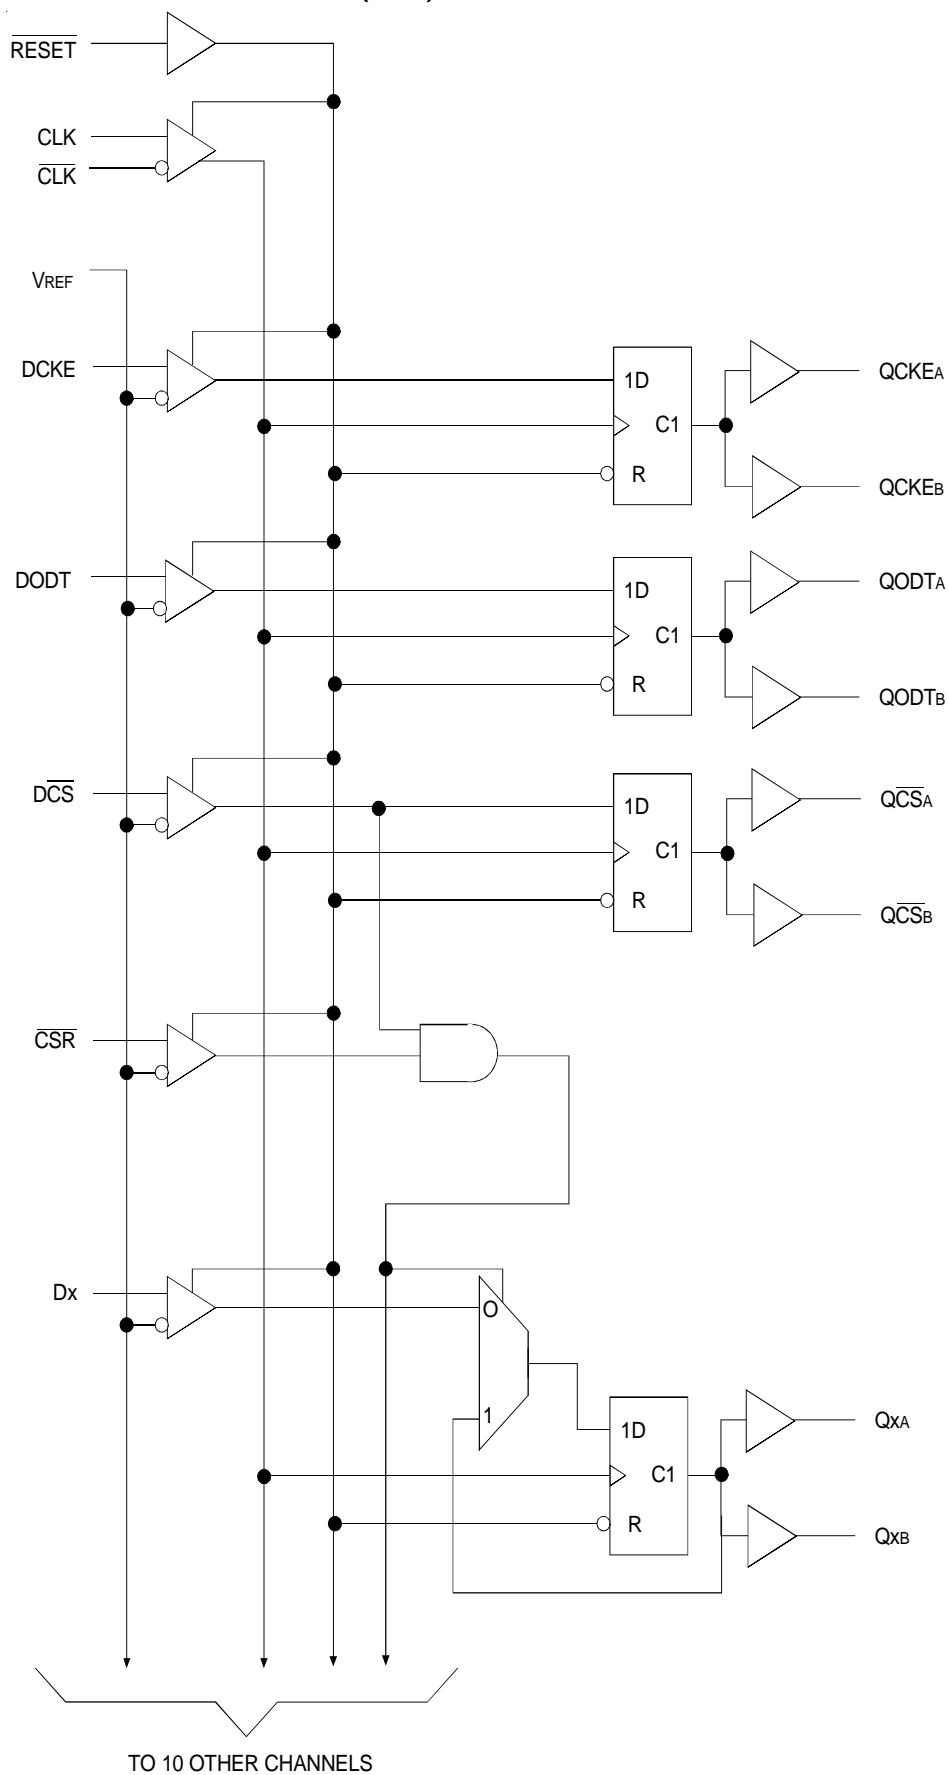 RESET
CLK
CLK
VREF
DCKE
1D
C1
R
QCKEA
QCKEB
DODT
1D
C1
R
QODTA
QODTB
DCS
1D
C1
R
QCSA
QCSB
CSR
Dx
O
1
1D
C1
R
QxA
QxB
TO 10 OTHER CHANNELS